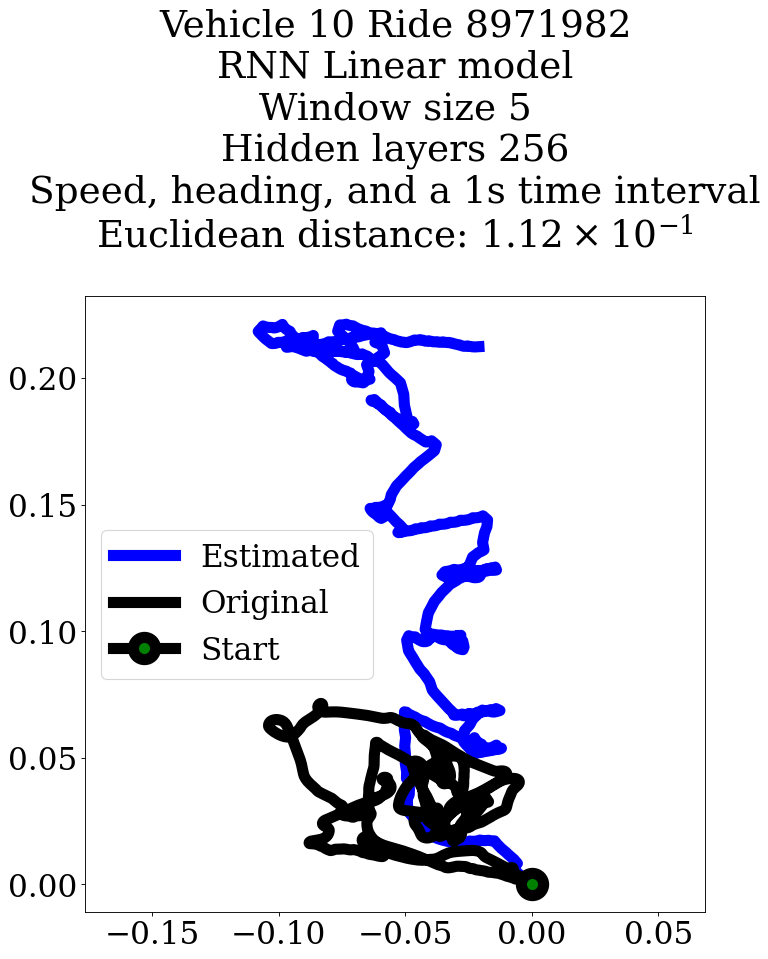 Vehicle 10 Ride 8971982
RNN Linear model
Window size 5
Hidden layers 256
Speed, heading, and a 1s time interval
Euclidean distance: 1.12 × 10⁻¹
0.20
0.15
0.10
0.05
0.00
Estimated
Original
Start
−0.15 −0.10 −0.05 0.00 0.05